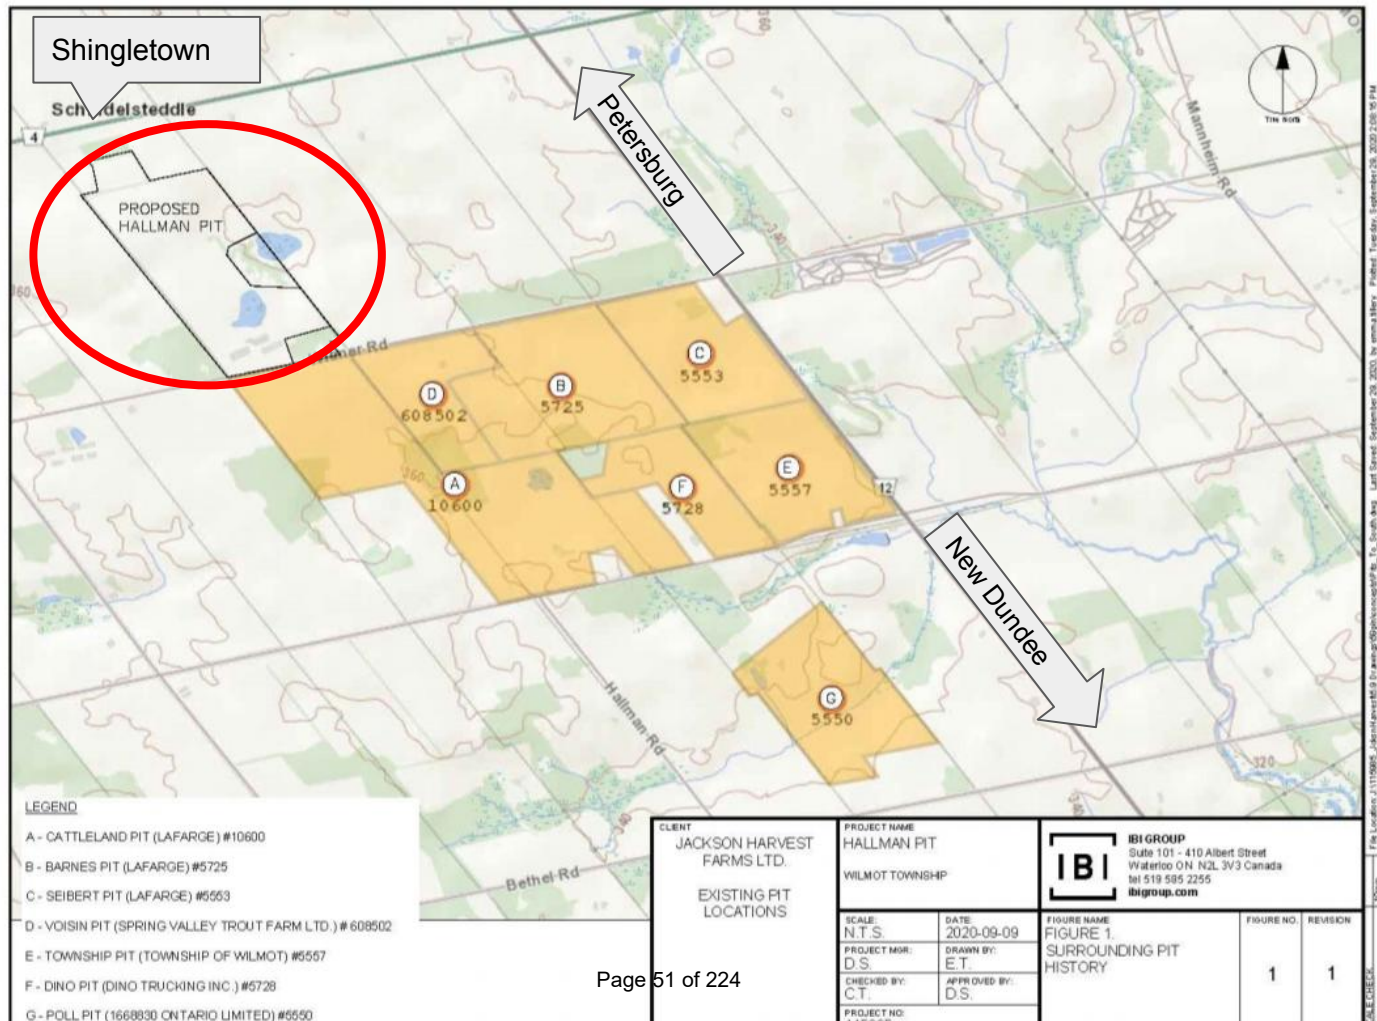 Shingletown
4
PROPOSED
HALLMAN PIT
Petersburg
Mannheim Rd
340
360
C
5553
B
5725
D
608502
360
A
10600
E
5557
F
5728
12
New Dundee
G
5550
Hallman Rd
320
340
340
Bethel Rd
LEGEND
A - CATTLELAND PIT (LAFARGE) #10600
B - BARNES PIT (LAFARGE) #5725
C - SEIBERT PIT (LAFARGE) #5553
D - VOISIN PIT (SPRING VALLEY TROUT FARM LTD.) # 608502
E - TOWNSHIP PIT (TOWNSHIP OF WILMOT) #5557
F - DINO PIT (DINO TRUCKING INC.) #5728
G - POLL PIT (1668830 ONTARIO LIMITED) #5550
Page 51 of 224
CLIENT
JACKSON HARVEST
FARMS LTD.
EXISTING PIT
LOCATIONS
PROJECT NAME
HALLMAN PIT
WILMOT TOWNSHIP
IBI
IBI GROUP
Suite 101 - 410 Albert Street
Waterloo ON N2L 3V3 Canada
tel 519 585 2255
ibigroup.com
SCALE:
N.T.S.
DATE:
2020-09-09
PROJECT MGR:
D.S.
DRAWN BY:
E.T.
CHECKED BY:
C.T.
APPROVED BY:
D.S.
PROJECT NO:
FIGURE NAME
FIGURE 1.
SURROUNDING PIT
HISTORY
FIGURE NO.
1
REVISION
1